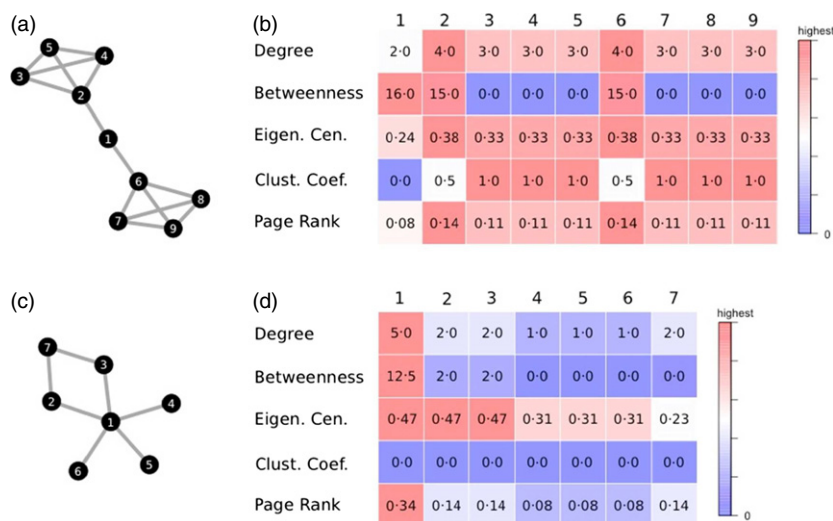 (a)
5
4
3
2
1
6
8
7
9
(b)
1 2 3 4 5 6 7 8 9
Degree 2·0 4·0 3·0 3·0 3·0 4·0 3·0 3·0 3·0
Betweenness 16·0 15·0 0·0 0·0 0·0 15·0 0·0 0·0 0·0
Eigen. Cen. 0·24 0·38 0·33 0·33 0·33 0·38 0·33 0·33 0·33
Clust. Coef. 0·0 0·5 1·0 1·0 1·0 0·5 1·0 1·0 1·0
Page Rank 0·08 0·14 0·11 0·11 0·11 0·14 0·11 0·11 0·11
highest
0
(c)
7
3
2
4
1
5
6
(d)
1 2 3 4 5 6 7
Degree 5·0 2·0 2·0 1·0 1·0 1·0 2·0
Betweenness 12·5 2·0 2·0 0·0 0·0 0·0 0·0
Eigen. Cen. 0·47 0·47 0·47 0·31 0·31 0·31 0·23
Clust. Coef. 0·0 0·0 0·0 0·0 0·0 0·0 0·0
Page Rank 0·34 0·14 0·14 0·08 0·08 0·08 0·14
highest
0